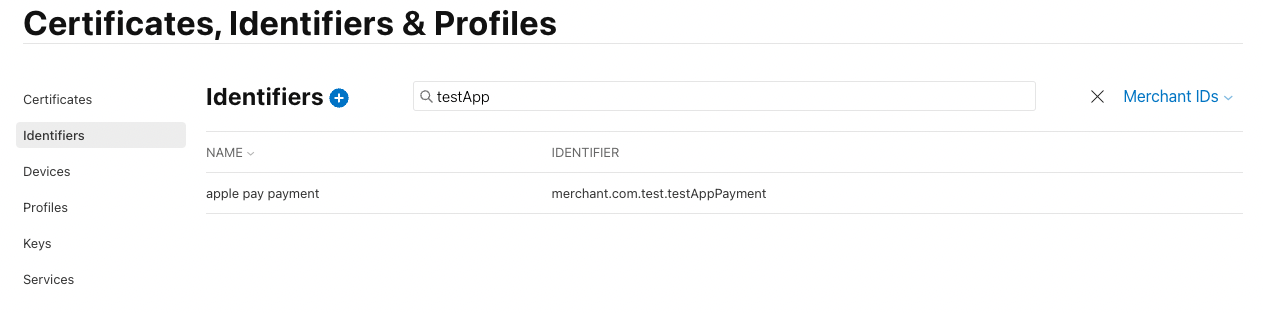 Certificates, Identifiers & Profiles
Certificates
Identifiers
Devices
Profiles
Keys
Services
Identifiers
testApp
Merchant IDs
NAME IDENTIFIER
apple pay payment merchant.com.test.testAppPayment